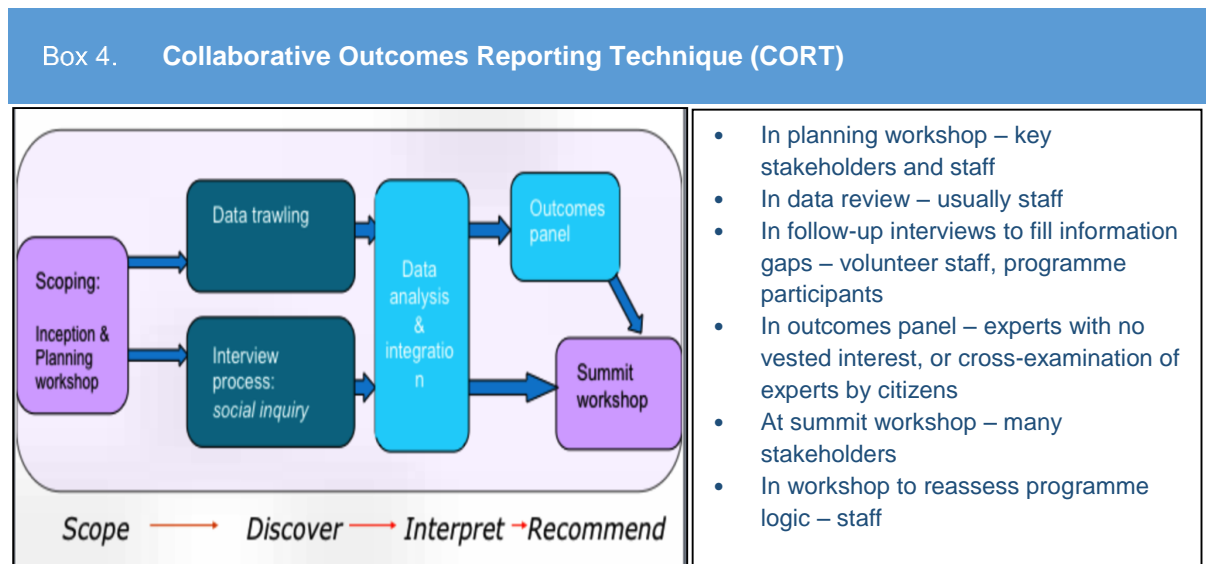 Box 4. Collaborative Outcomes Reporting Technique (CORT)
Scoping:
Inception &
Planning
workshop
Data trawling
Interview
process:
social inquiry
Data
analysis
&
integratio
n
Outcomes
panel
Summit
workshop
Scope Discover Interpret Recommend
• In planning workshop – key
stakeholders and staff
• In data review – usually staff
• In follow-up interviews to fill information
gaps – volunteer staff, programme
participants
• In outcomes panel – experts with no
vested interest, or cross-examination of
experts by citizens
• At summit workshop – many
stakeholders
• In workshop to reassess programme
logic – staff